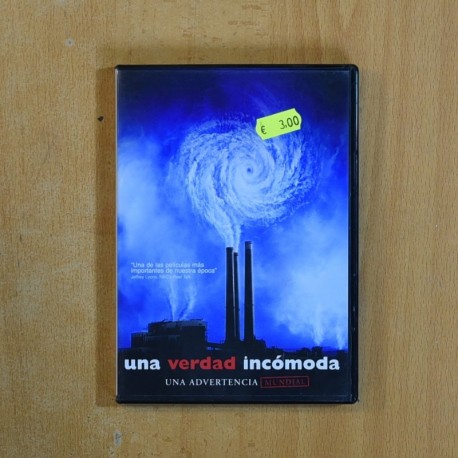 € 3.00
"Una de las películas más
importantes de nuestra época"
una verdad incómoda
UNA ADVERTENCIA MUNDIAL